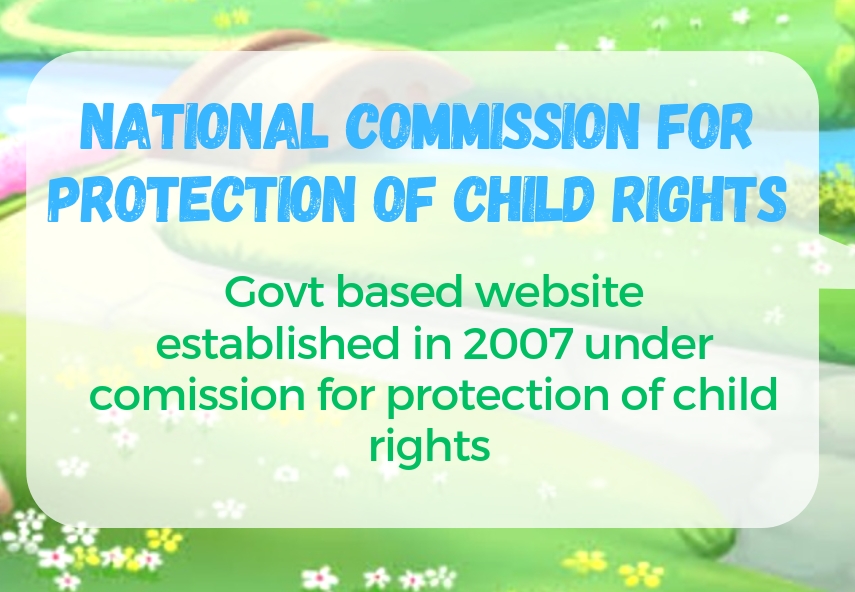 NATIONAL COMMISSION FOR
PROTECTION OF CHILD RIGHTS
Govt based website
established in 2007 under
comission for protection of child
rights